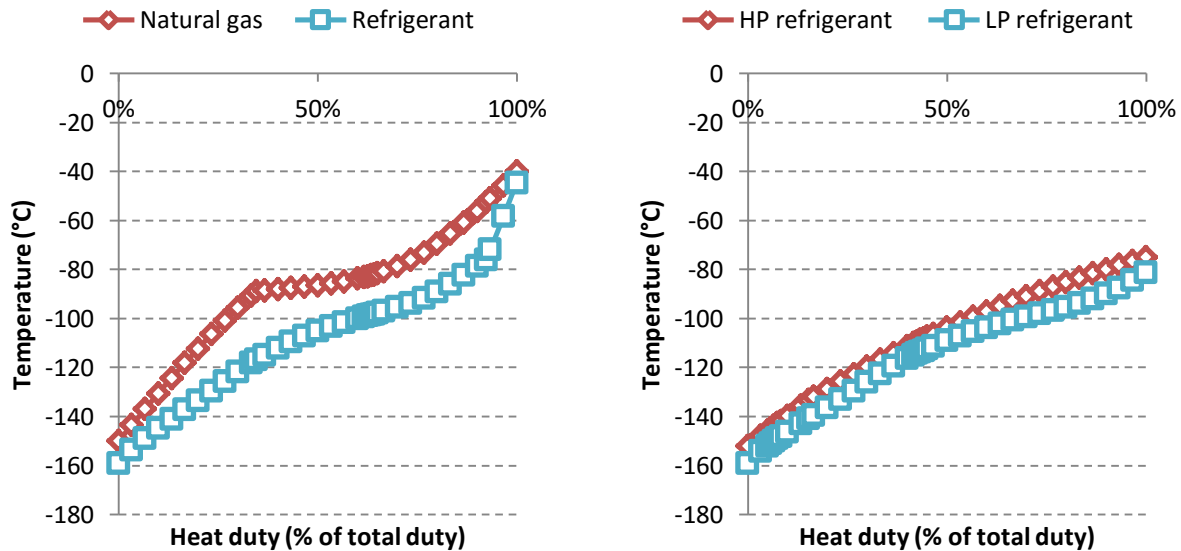 Natural gas Refrigerant
0
-20
-40
-60
-80
-100
-120
-140
-160
-180
0% 50% 100%
Temperature (°C)
Heat duty (% of total duty)
HP refrigerant LP refrigerant
0
-20
-40
-60
-80
-100
-120
-140
-160
-180
0% 50% 100%
Temperature (°C)
Heat duty (% of total duty)